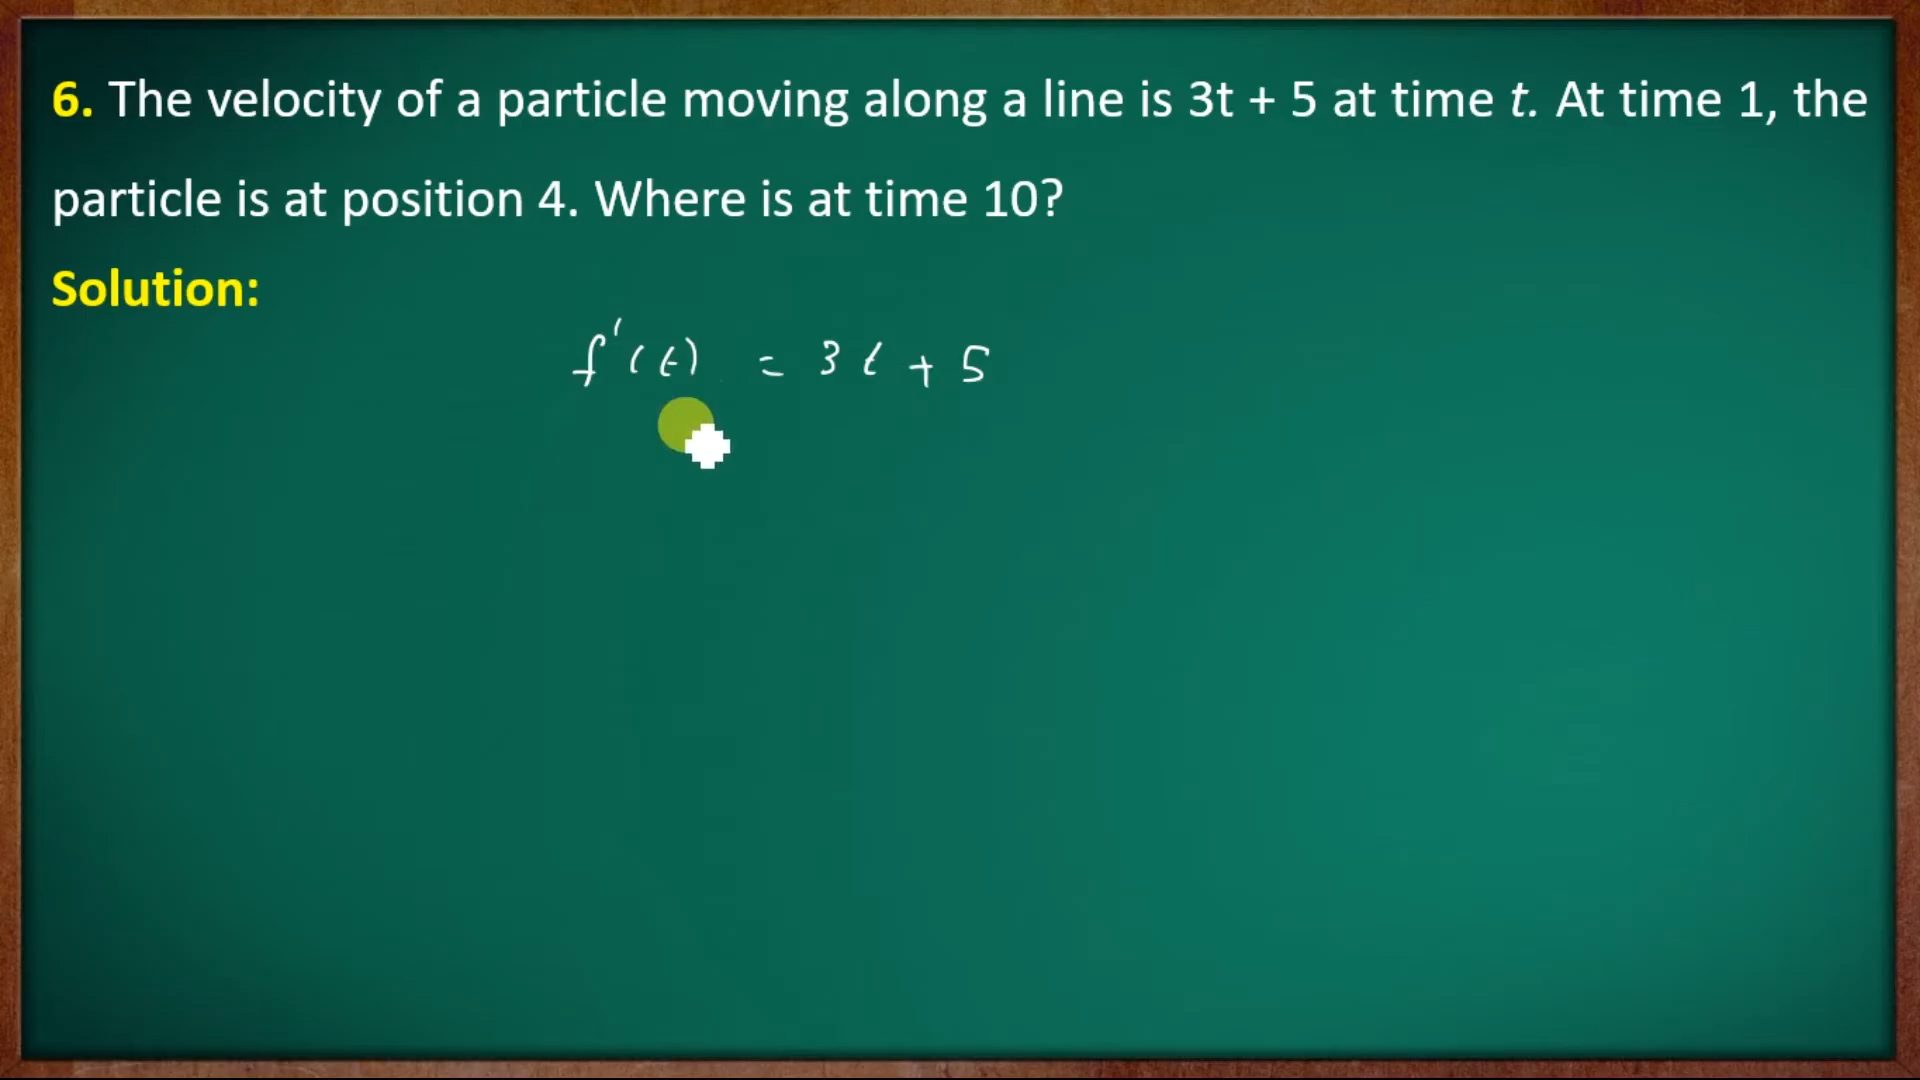 6. The velocity of a particle moving along a line is 3t + 5 at time t. At time 1, the
particle is at position 4. Where is at time 10?
Solution:
f'(t) = 3t + 5